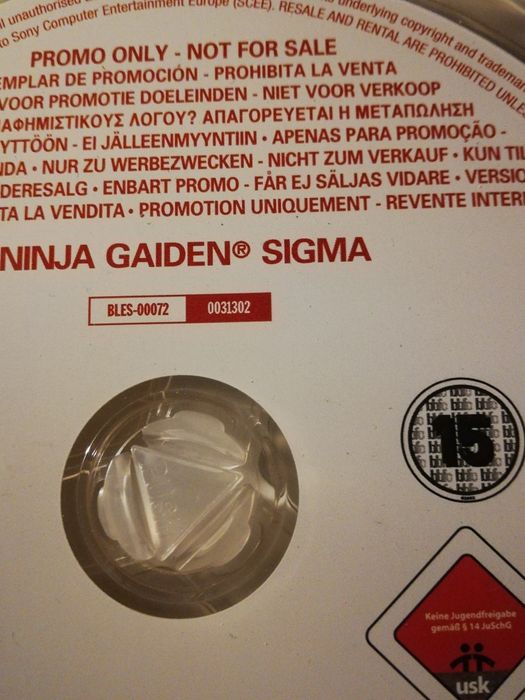 unauthorised
to Sony Computer Entertainment Europe (SCEE). RESALE AND RENTAL ARE PROHIBITED
underlying copyright and trademar
PROMO ONLY - NOT FOR SALE
EMPLAR DE PROMOCIÓN - PROHIBITA LA VENTA
VOOR PROMOTIE DOELEINDEN - NIET VOOR VERKOOP
ΙΑΦΗΜΙΣΤΙΚΟΥΣ ΛΟΓΟΥ? ΑΠΑΓΟΡΕΥΕΤΑΙ Η ΜΕΤΑΠΩΛΗΣΗ
YTTÖÖN - EI JÄLLEENMYYNTIIN • APENAS PARA PROMOÇÃO -
NDA • NUR ZU WERBEZWECKEN - NICHT ZUM VERKAUF • KUN TIL
DERESALG • ENBART PROMO - FÅR EJ SÄLJAS VIDARE • VERSIO
TA LA VENDITA • PROMOTION UNIQUEMENT - REVENTE INTER
NINJA GAIDEN® SIGMA
BLES-00072 0031302
15
Keine Jugendfreigabe
gemäß § 14 JuSchG
usk